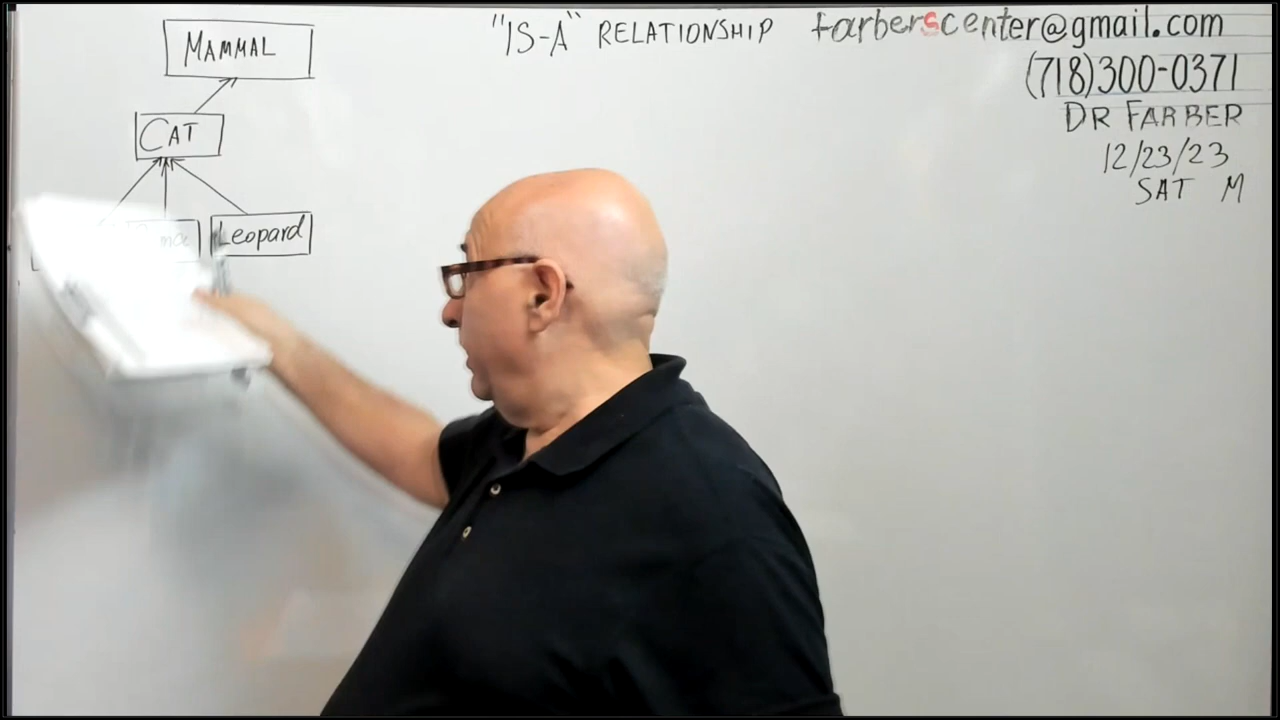 "IS-A" RELATIONSHIP
farberscenter@gmail.com
(718)300-0371
DR FARBER
12/23/23
SAT M
MAMMAL
CAT
Leopard